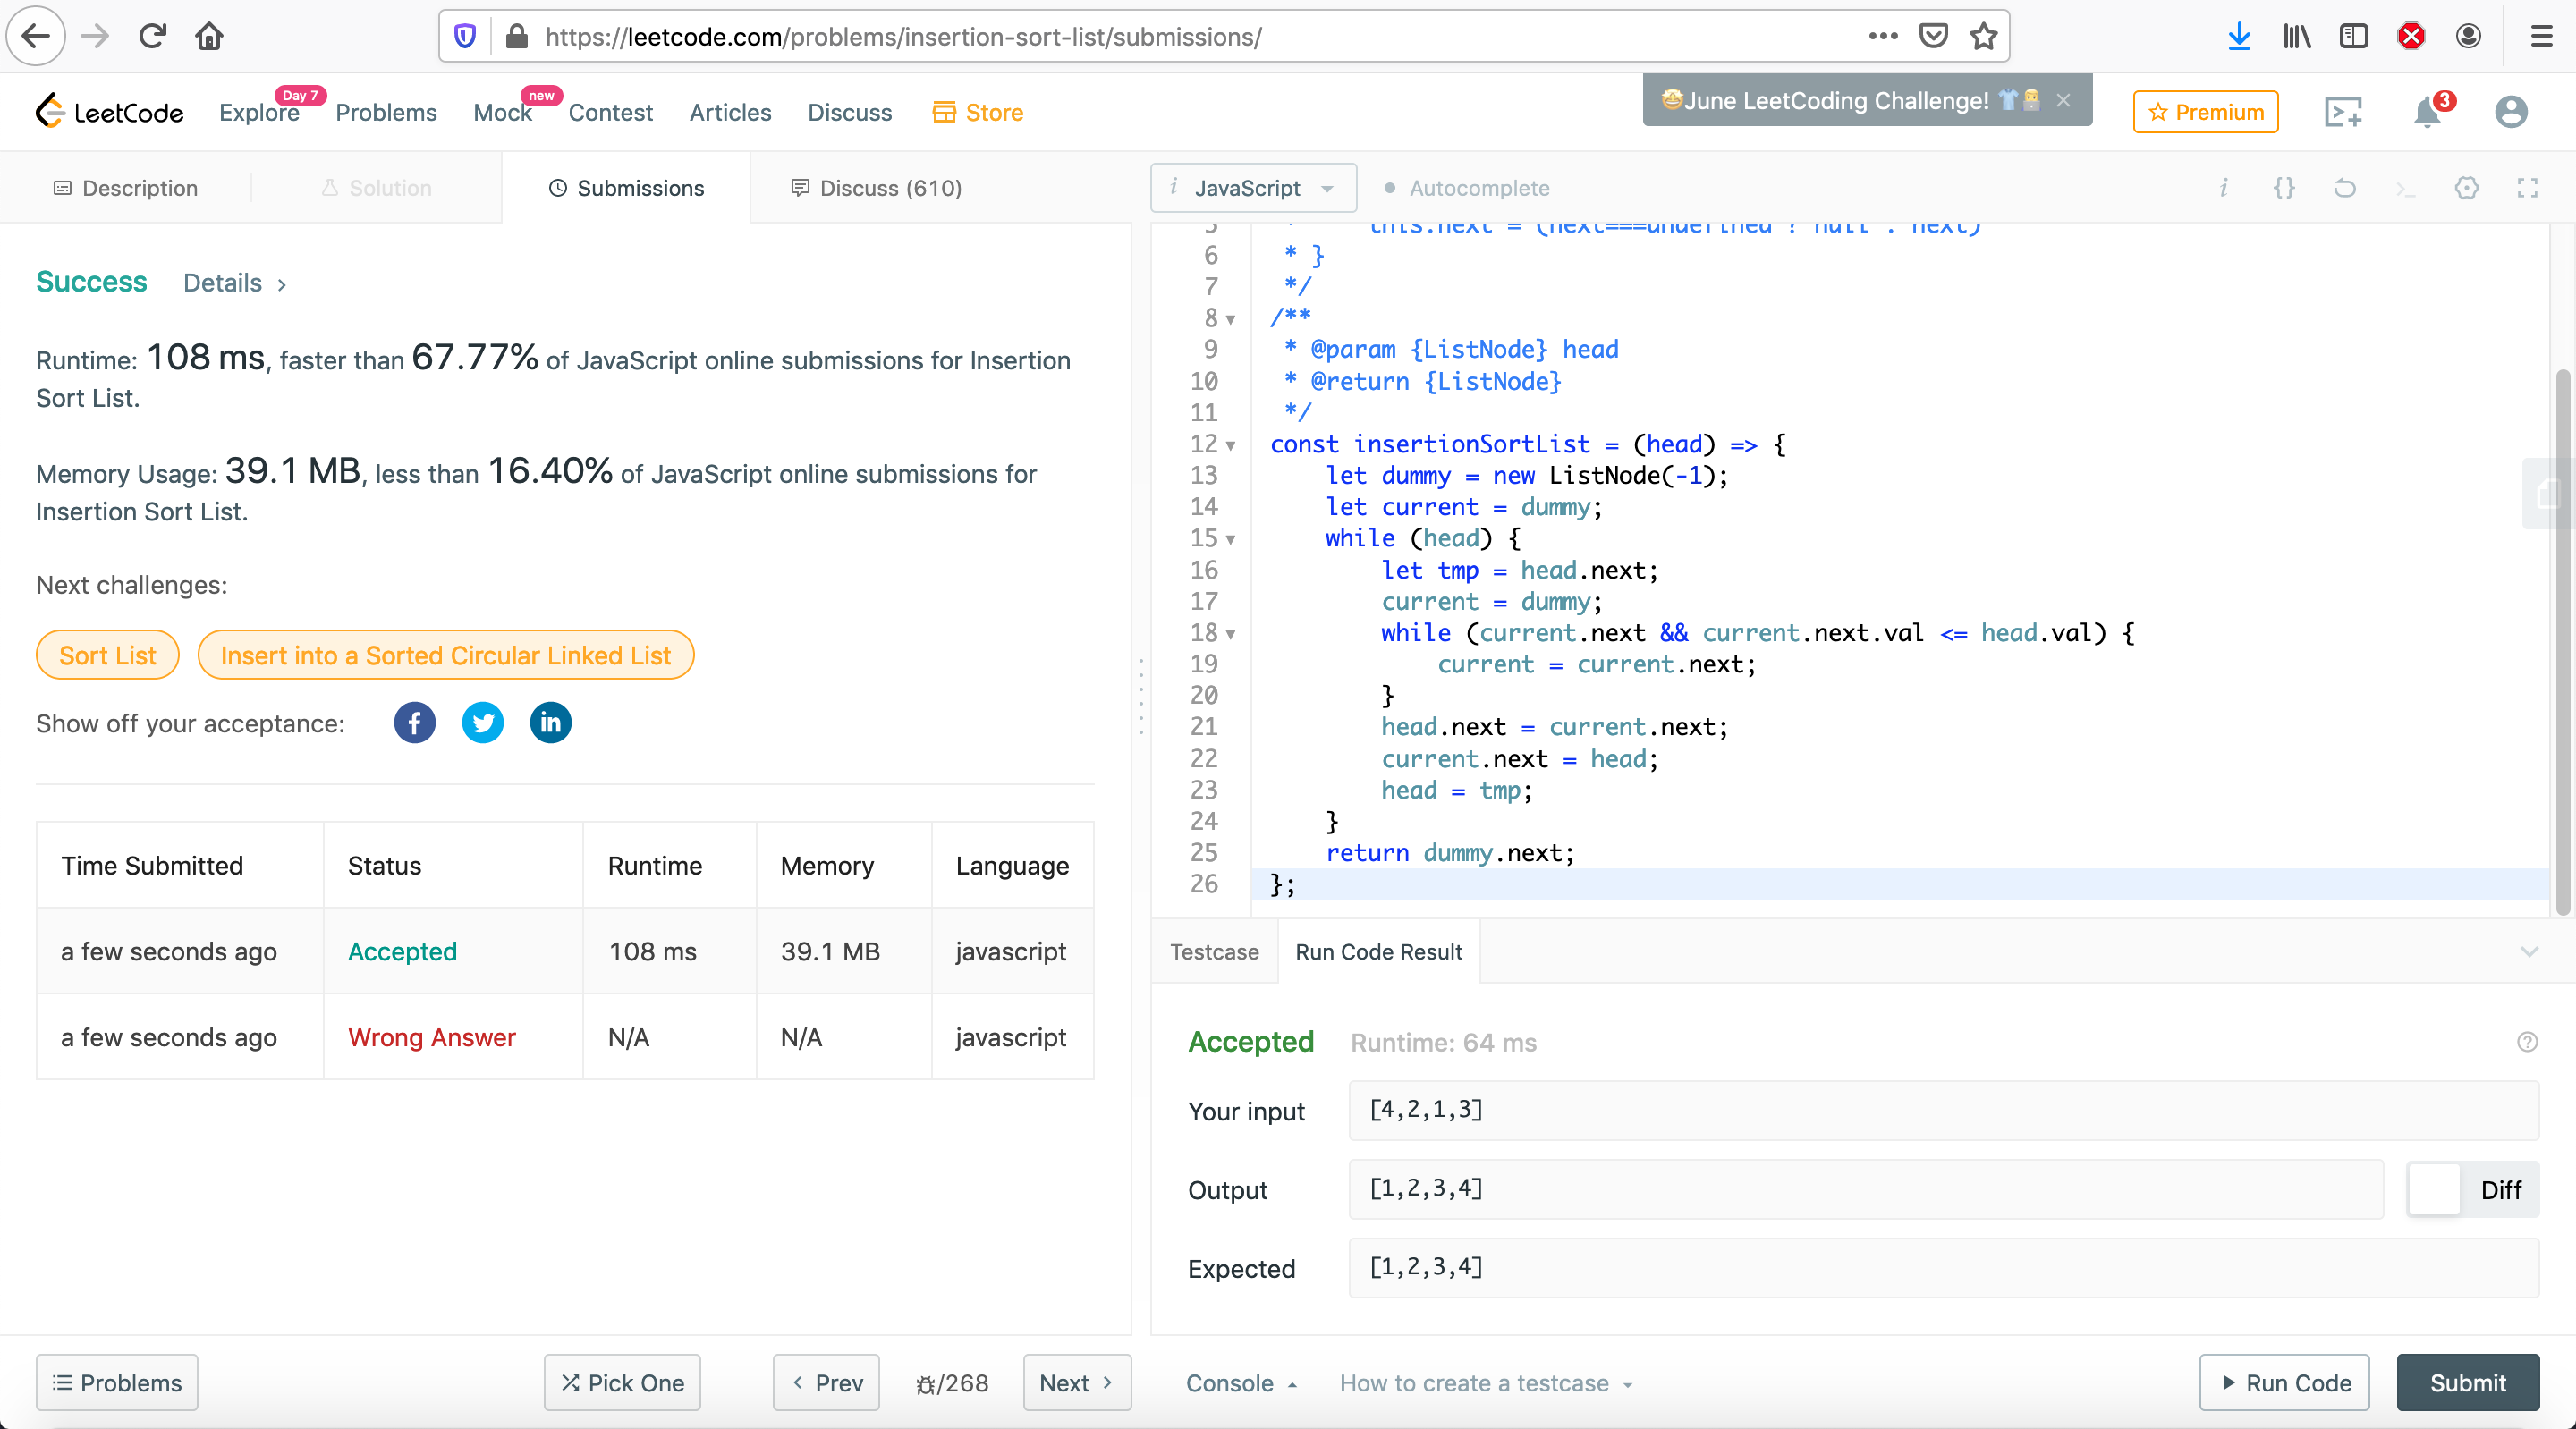 https://leetcode.com/problems/insertion-sort-list/submissions/
LeetCode
Explore
Day 7
Problems
Mock
new
Contest
Articles
Discuss
Store
June LeetCoding Challenge!
Premium
3
Description
Solution
Submissions
Discuss (610)
i JavaScript
Autocomplete
Success
Details
Runtime: 108 ms, faster than 67.77% of JavaScript online submissions for Insertion
Sort List.
Memory Usage: 39.1 MB, less than 16.40% of JavaScript online submissions for
Insertion Sort List.
Next challenges:
Sort List
Insert into a Sorted Circular Linked List
Show off your acceptance:
Time Submitted Status Runtime Memory Language
a few seconds ago Accepted 108 ms 39.1 MB javascript
a few seconds ago Wrong Answer N/A N/A javascript
5 * this.next = (next===undefined ? null : next)
6 * }
7 */
8 /**
9 * @param {ListNode} head
10 * @return {ListNode}
11 */
12 const insertionSortList = (head) => {
13 let dummy = new ListNode(-1);
14 let current = dummy;
15 while (head) {
16 let tmp = head.next;
17 current = dummy;
18 while (current.next && current.next.val <= head.val) {
19 current = current.next;
20 }
21 head.next = current.next;
22 current.next = head;
23 head = tmp;
24 }
25 return dummy.next;
26 };
Testcase
Run Code Result
Accepted Runtime: 64 ms
Your input [4,2,1,3]
Output [1,2,3,4] Diff
Expected [1,2,3,4]
Problems
Pick One
Prev
/268
Next
Console
How to create a testcase
Run Code
Submit